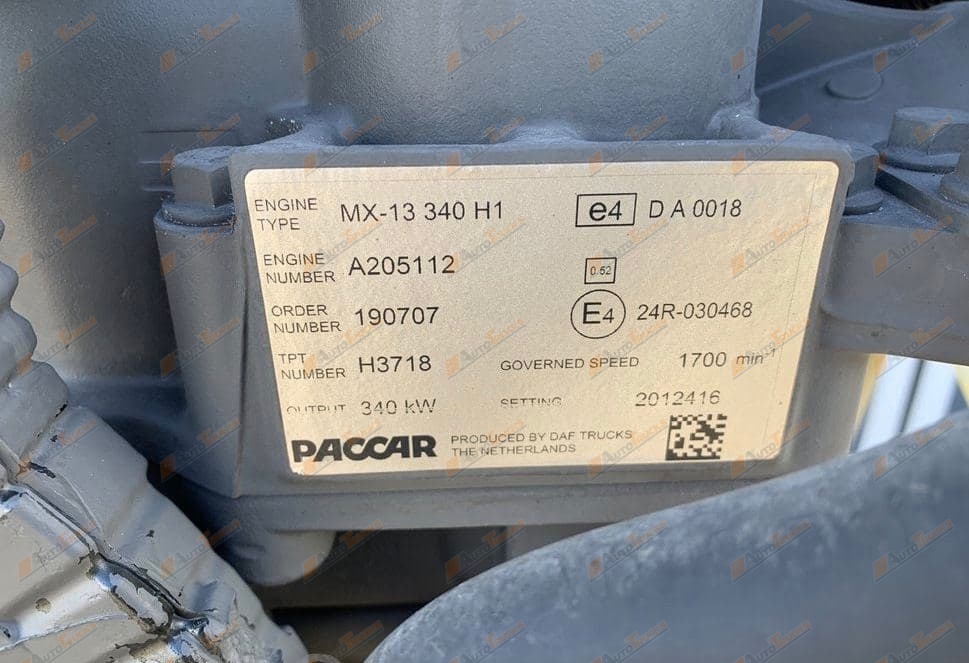 ENGINE TYPE MX-13 340 H1 e4 D A 0018
ENGINE NUMBER A205112 0.52
ORDER NUMBER 190707 E4 24R-030468
TPT NUMBER H3718 GOVERNED SPEED 1700 min-1
OUTPUT 340 kW SETTING 2012416
PACCAR PRODUCED BY DAF TRUCKS
THE NETHERLANDS